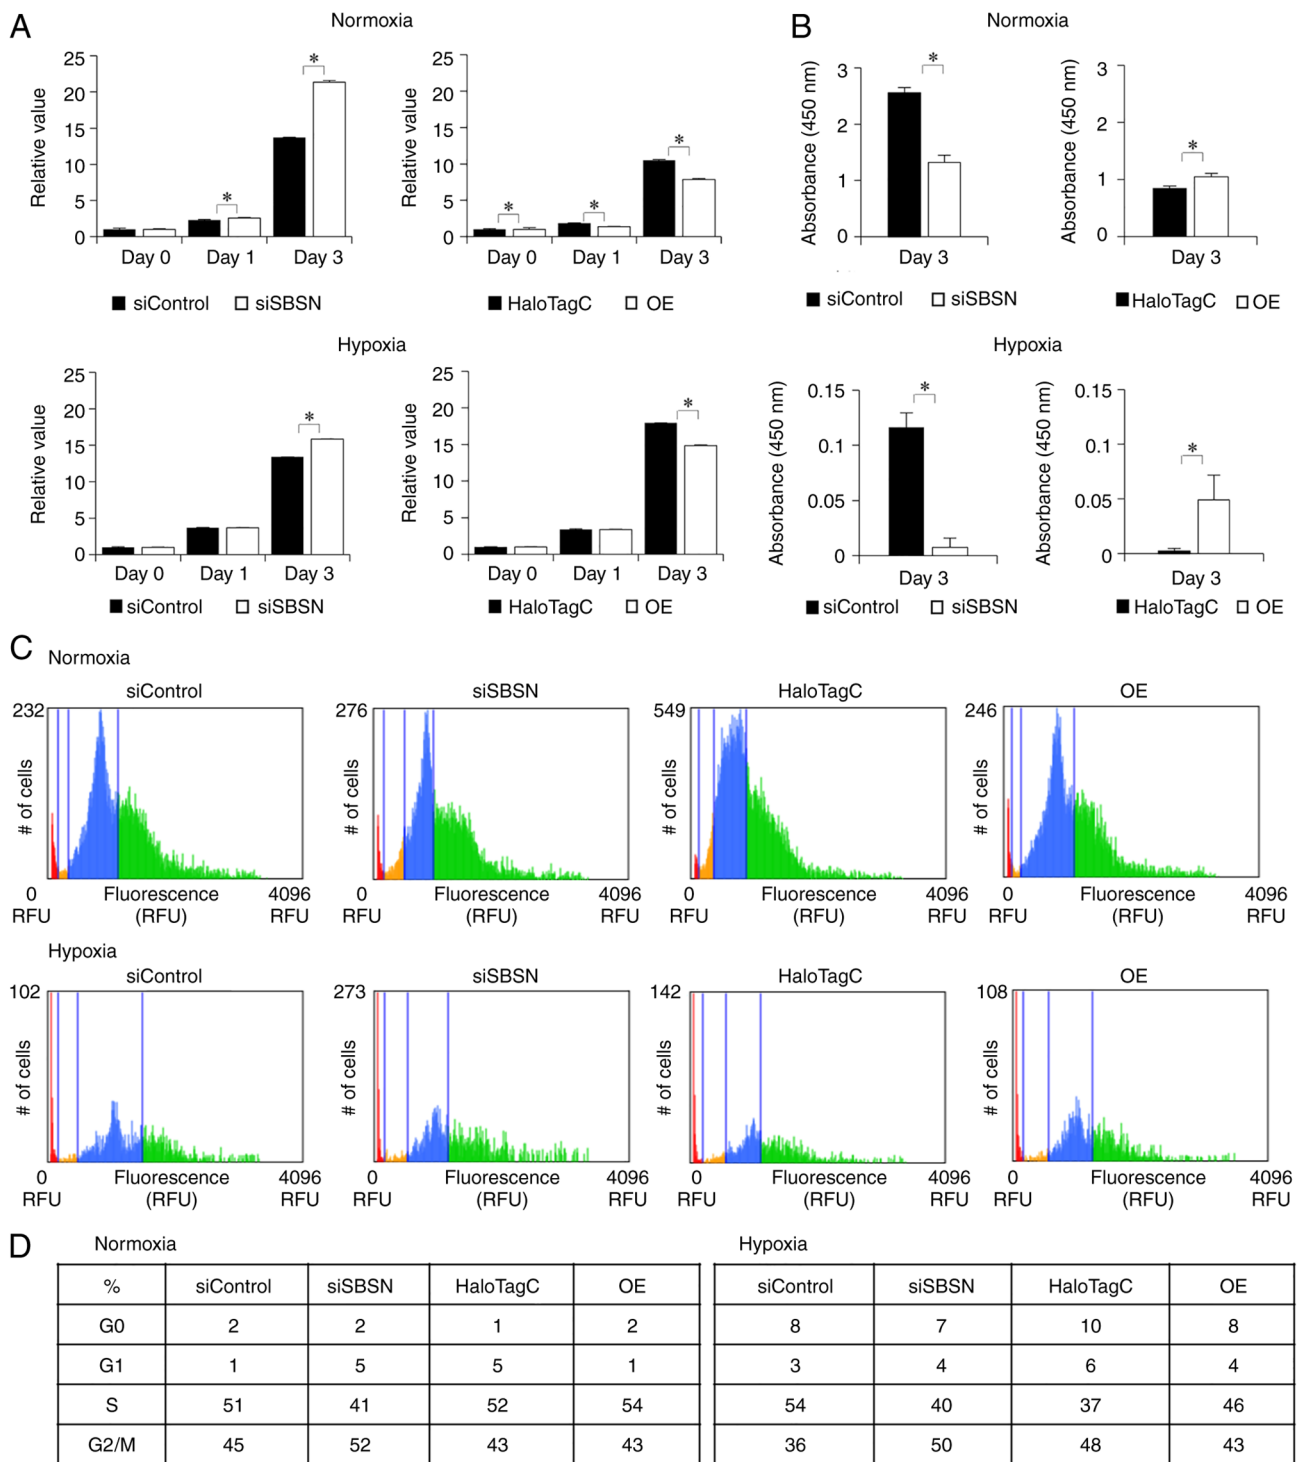 A
Normoxia
B
Normoxia
Relative value
25
20
15
10
5
0
*
*
Day 0 Day 1 Day 3
siControl siSBSN
Relative value
25
20
15
10
5
0
*
*
*
Day 0 Day 1 Day 3
HaloTagC OE
Absorbance (450 nm)
3
2
1
0
*
Day 3
siControl siSBSN
Absorbance (450 nm)
3
2
1
0
*
Day 3
HaloTagC OE
Hypoxia
Hypoxia
Relative value
25
20
15
10
5
0
*
Day 0 Day 1 Day 3
siControl siSBSN
Relative value
25
20
15
10
5
0
*
Day 0 Day 1 Day 3
HaloTagC OE
Absorbance (450 nm)
0.15
0.1
0.05
0
*
Day 3
siControl siSBSN
Absorbance (450 nm)
0.15
0.1
0.05
0
*
Day 3
HaloTagC OE
C
Normoxia
siControl
232
# of cells
0 Fluorescence 4096
RFU (RFU) RFU
siSBSN
276
# of cells
0 Fluorescence 4096
RFU (RFU) RFU
HaloTagC
549
# of cells
0 Fluorescence 4096
RFU (RFU) RFU
OE
246
# of cells
0 Fluorescence 4096
RFU (RFU) RFU
Hypoxia
siControl
102
# of cells
0 Fluorescence 4096
RFU (RFU) RFU
siSBSN
273
# of cells
0 Fluorescence 4096
RFU (RFU) RFU
HaloTagC
142
# of cells
0 Fluorescence 4096
RFU (RFU) RFU
OE
108
# of cells
0 Fluorescence 4096
RFU (RFU) RFU
D
Normoxia
% siControl siSBSN HaloTagC OE
G0 2 2 1 2
G1 1 5 5 1
S 51 41 52 54
G2/M 45 52 43 43
Hypoxia
siControl siSBSN HaloTagC OE
8 7 10 8
3 4 6 4
54 40 37 46
36 50 48 43